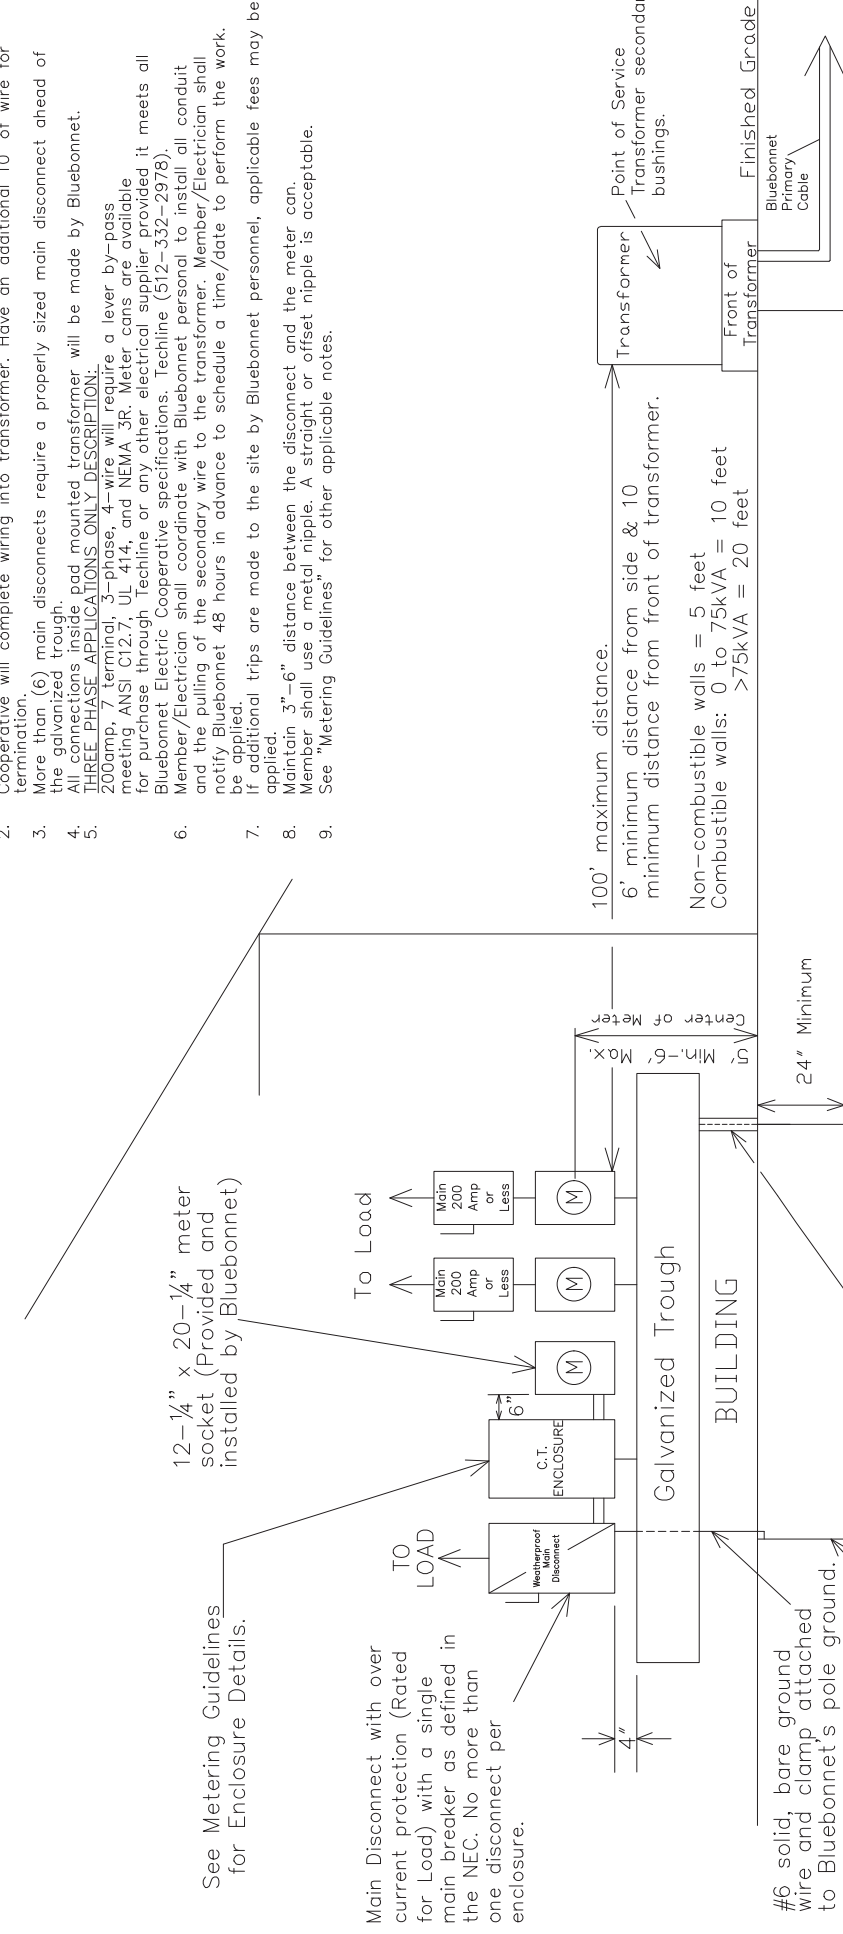 2. Cooperative will complete wiring into transformer. Have an additional 10' of wire for
termination.
3. More than (6) main disconnects require a properly sized main disconnect ahead of
the galvanized trough.
4. All connections inside pad mounted transformer will be made by Bluebonnet.
5. THREE PHASE APPLICATIONS ONLY DESCRIPTION:
200amp, 7 terminal, 3-phase, 4-wire will require a lever by-pass
meeting ANSI C12.7, UL 414, and NEMA 3R. Meter cans are available
for purchase through Techline or any other electrical supplier provided it meets all
Bluebonnet Electric Cooperative specifications. Techline (512-332-2978).
6. Member/Electrician shall coordinate with Bluebonnet personal to install all conduit
and the pulling of the secondary wire to the transformer. Member/Electrician shall
notify Bluebonnet 48 hours in advance to schedule a time/date to perform the work.
be applied.
7. If additional trips are made to the site by Bluebonnet personnel, applicable fees may be
applied.
8. Maintain 3"-6" distance between the disconnect and the meter can.
Member shall use a metal nipple. A straight or offset nipple is acceptable.
9. See "Metering Guidelines" for other applicable notes.
See Metering Guidelines
for Enclosure Details.
12-¼" x 20-¼" meter
socket (Provided and
installed by Bluebonnet)
Main Disconnect with over
current protection (Rated
for Load) with a single
main breaker as defined in
the NEC. No more than
one disconnect per
enclosure.
TO
LOAD
To Load
Weatherproof
Main
Disconnect
C.T.
ENCLOSURE
6"
M
M
M
Main
200
Amp
or
Less
Main
200
Amp
or
Less
4"
Galvanized Trough
BUILDING
5' Min.-6' Max.
Center of Meter
24" Minimum
100' maximum distance.
6' minimum distance from side & 10
minimum distance from front of transformer.
Non-combustible walls = 5 feet
Combustible walls: 0 to 75kVA = 10 feet
>75kVA = 20 feet
Transformer
Front of
Transformer
Point of Service
Transformer
bushings.
Finished Grade
Bluebonnet
Primary
Cable
#6 solid, bare ground
wire and clamp attached
to Bluebonnet's pole ground.